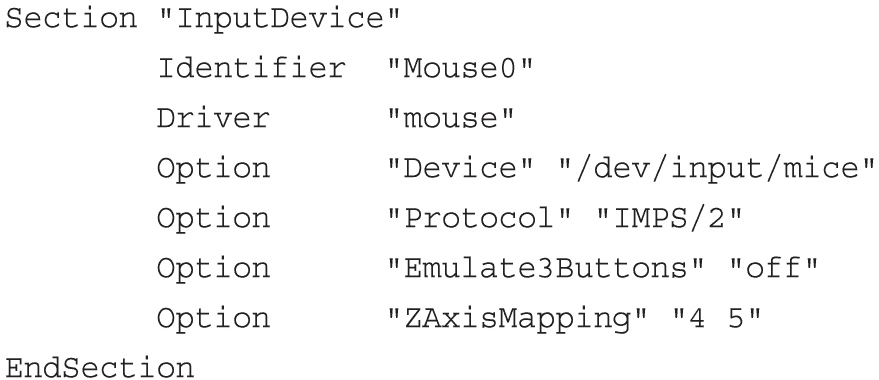 Section "InputDevice"
        Identifier  "Mouse0"
        Driver      "mouse"
        Option      "Device" "/dev/input/mice"
        Option      "Protocol" "IMPS/2"
        Option      "Emulate3Buttons" "off"
        Option      "ZAxisMapping" "4 5"
EndSection